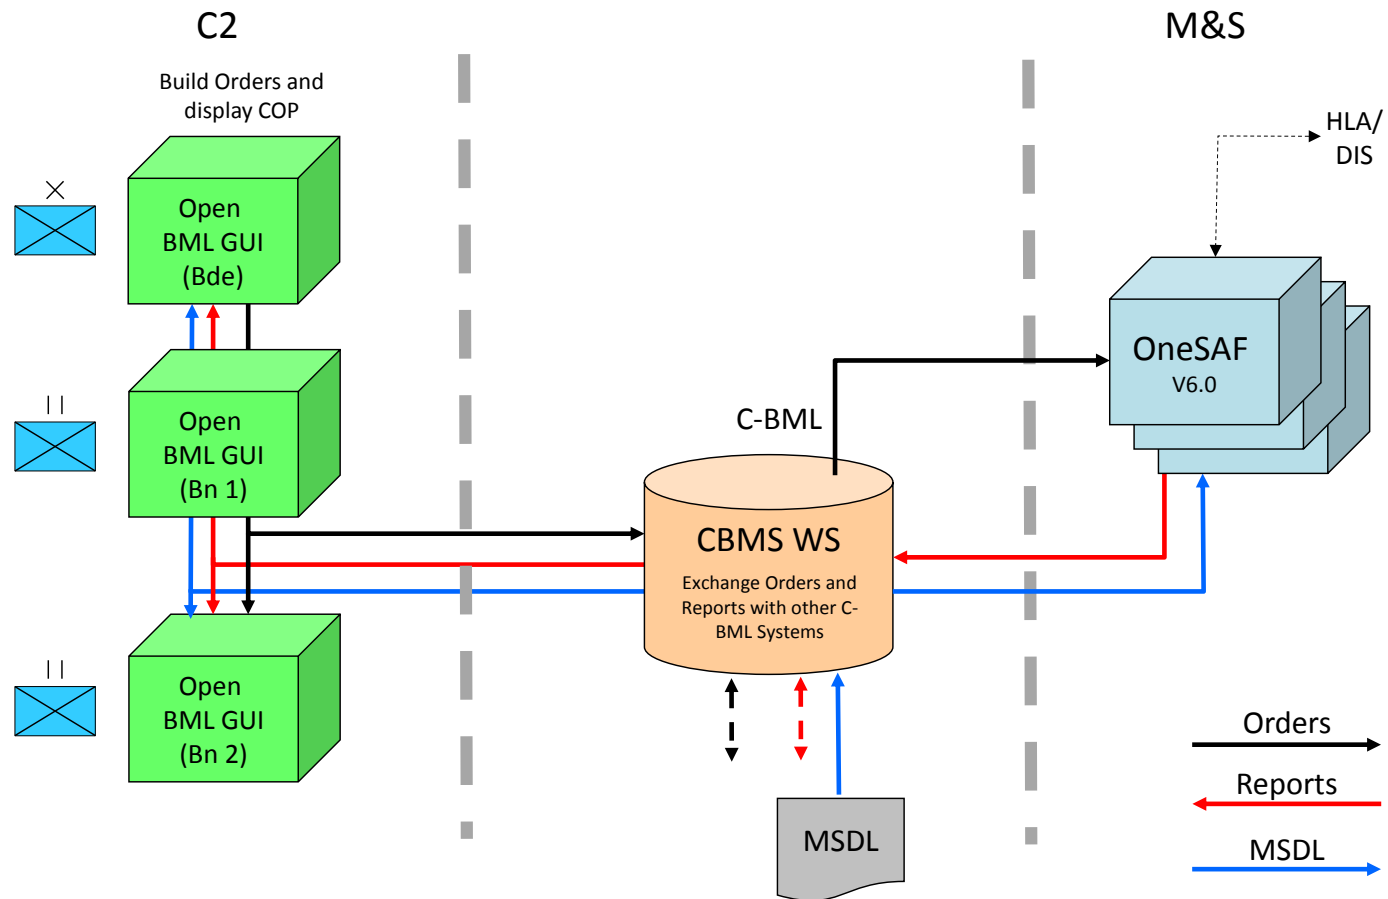 C2
M&S
Build Orders and
display COP
HLA/
DIS
Open
BML GUI
(Bde)
OneSAF
V6.0
Open
BML GUI
(Bn 1)
C-BML
CBMS WS
Exchange Orders and
Reports with other C-
BML Systems
Open
BML GUI
(Bn 2)
MSDL
Orders
Reports
MSDL